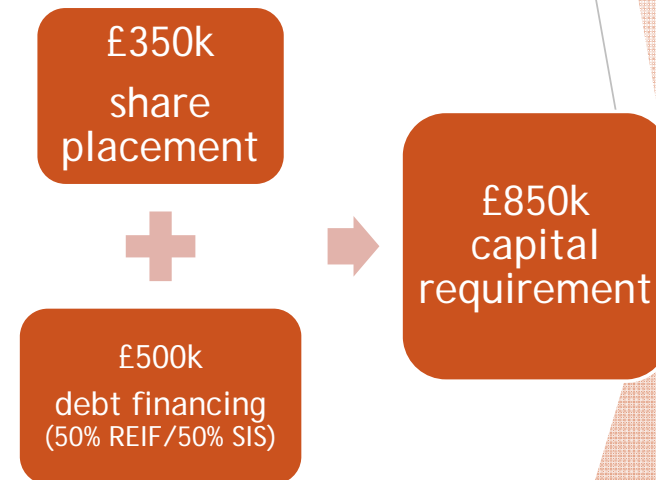 £350k
share
placement
£500k
debt financing
(50% REIF/50% SIS)
£850k
capital
requirement